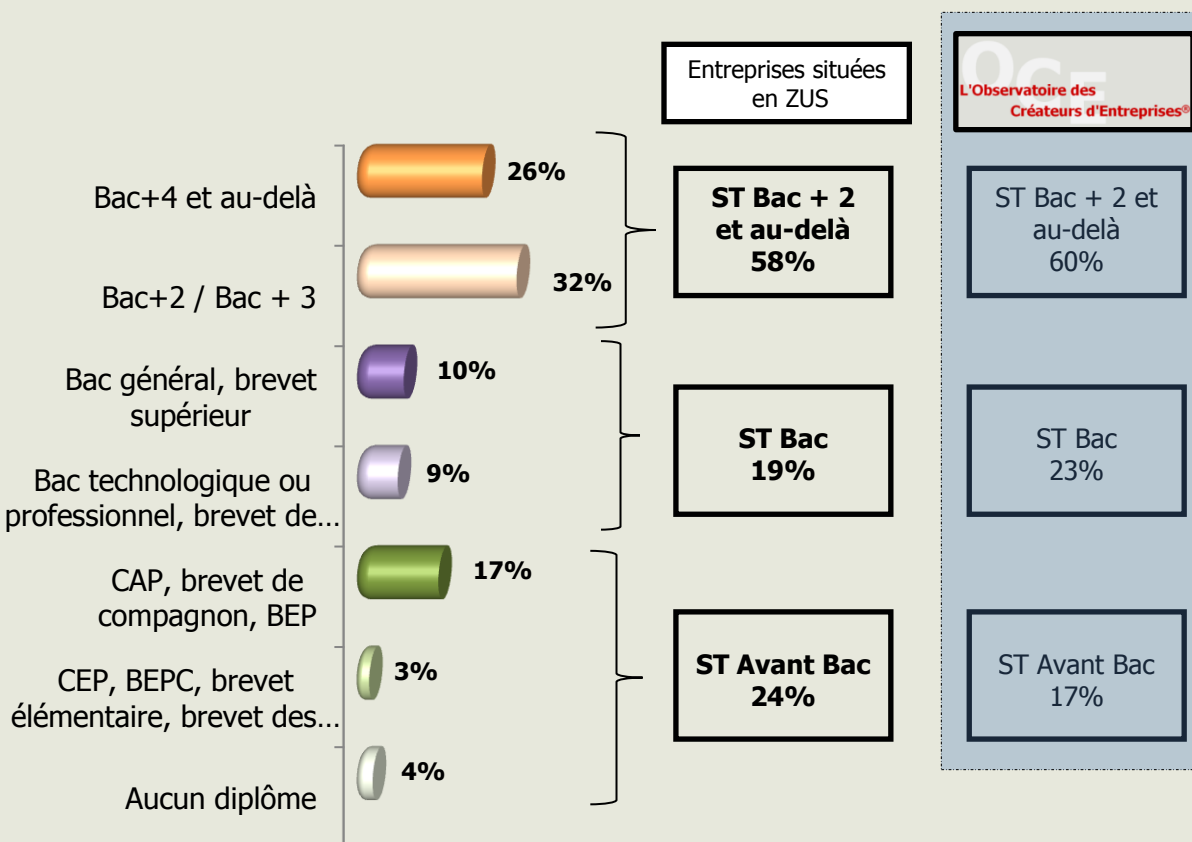 Entreprises situées
en ZUS
OCE
L'Observatoire des
Créateurs d'Entreprises®
Bac+4 et au-delà
26%
Bac+2 / Bac + 3
32%
ST Bac + 2
et au-delà
58%
ST Bac + 2 et
au-delà
60%
Bac général, brevet
supérieur
10%
Bac technologique ou
professionnel, brevet de…
9%
ST Bac
19%
ST Bac
23%
CAP, brevet de
compagnon, BEP
17%
CEP, BEPC, brevet
élémentaire, brevet des…
3%
Aucun diplôme
4%
ST Avant Bac
24%
ST Avant Bac
17%